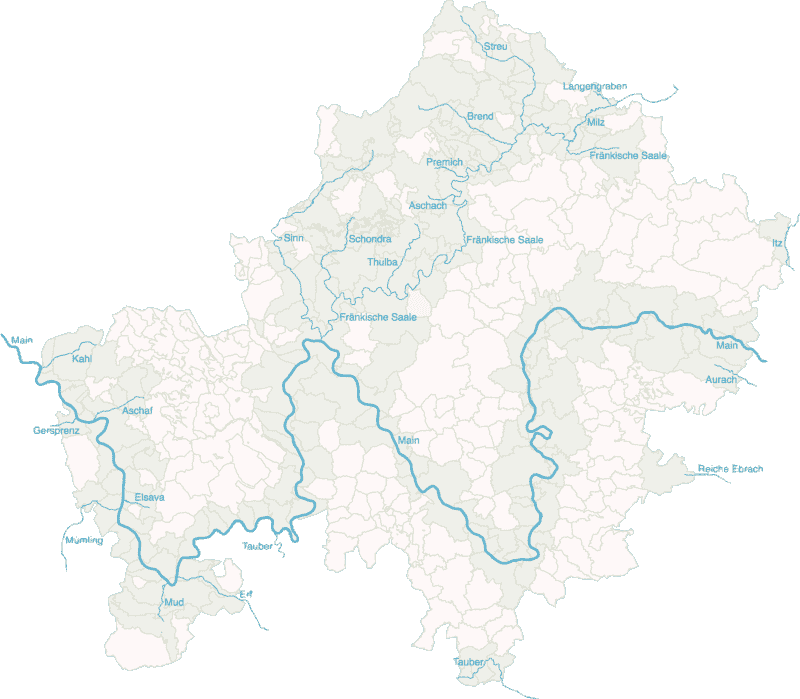 Streu
Langengraben
Brend
Milz
Fränkische Saale
Premich
Aschach
Sinn
Schondra
Fränkische Saale
Itz
Thulba
Fränkische Saale
Main
Main
Kahl
Aurach
Aschaf
Gersprenz
Main
Reiche Ebrach
Elsava
Mümling
Tauber
Erf
Mud
Tauber